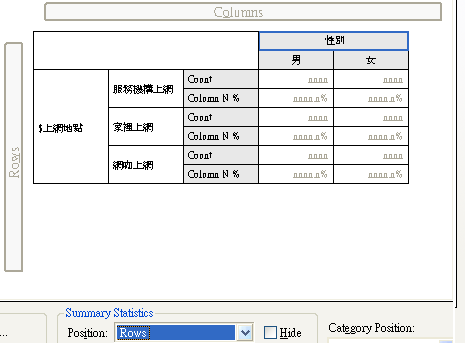 Columns
性別
男 女
服務機構上網 Count nnnn nnnn
Column N % nnnn.n% nnnn.n%
Rows
$上網地點
家裡上網 Count nnnn nnnn
Column N % nnnn.n% nnnn.n%
網咖上網 Count nnnn nnnn
Column N % nnnn.n% nnnn.n%
Summary Statistics
... Position: Rows Hide Category Position: